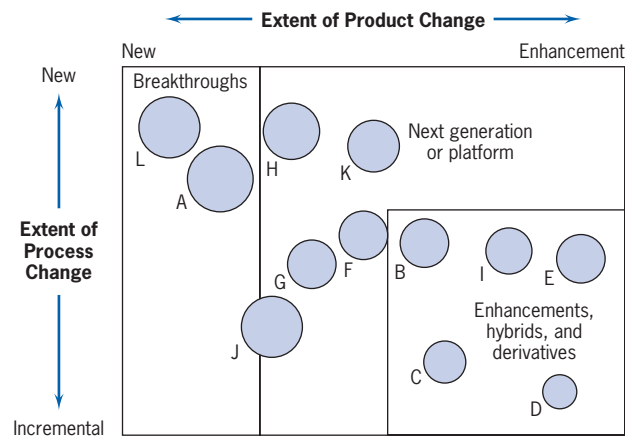 Extent of Product Change
New
Enhancement
New
Breakthroughs
Next generation
or platform
L
H
K
A
Extent of
Process
Change
G
F
B
I
E
Enhancements,
hybrids, and
derivatives
J
C
D
Incremental